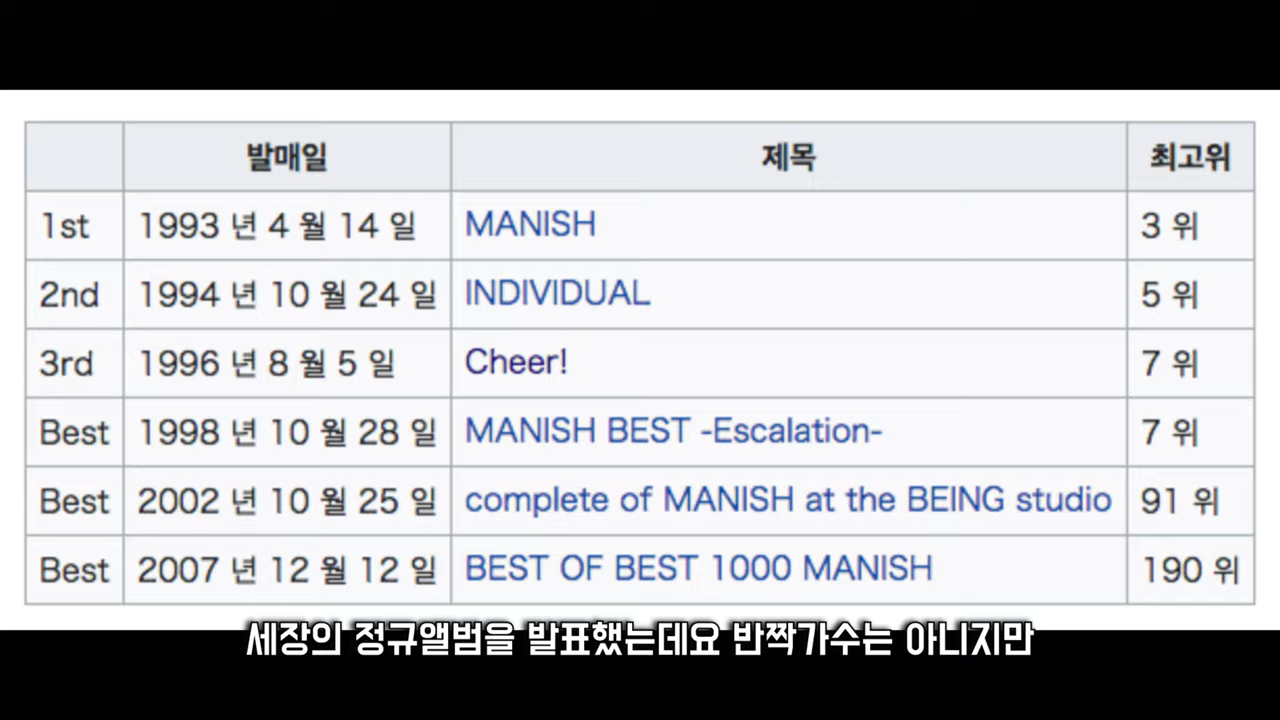 발매일 제목 최고위
1st 1993 년 4 월 14 일 MANISH 3 위
2nd 1994 년 10 월 24 일 INDIVIDUAL 5 위
3rd 1996 년 8 월 5 일 Cheer! 7 위
Best 1998 년 10 월 28 일 MANISH BEST -Escalation- 7 위
Best 2002 년 10 월 25 일 complete of MANISH at the BEING studio 91 위
Best 2007 년 12 월 12 일 BEST OF BEST 1000 MANISH 190 위
세장의 정규앨범을 발표했는데요 반짝가수는 아니지만